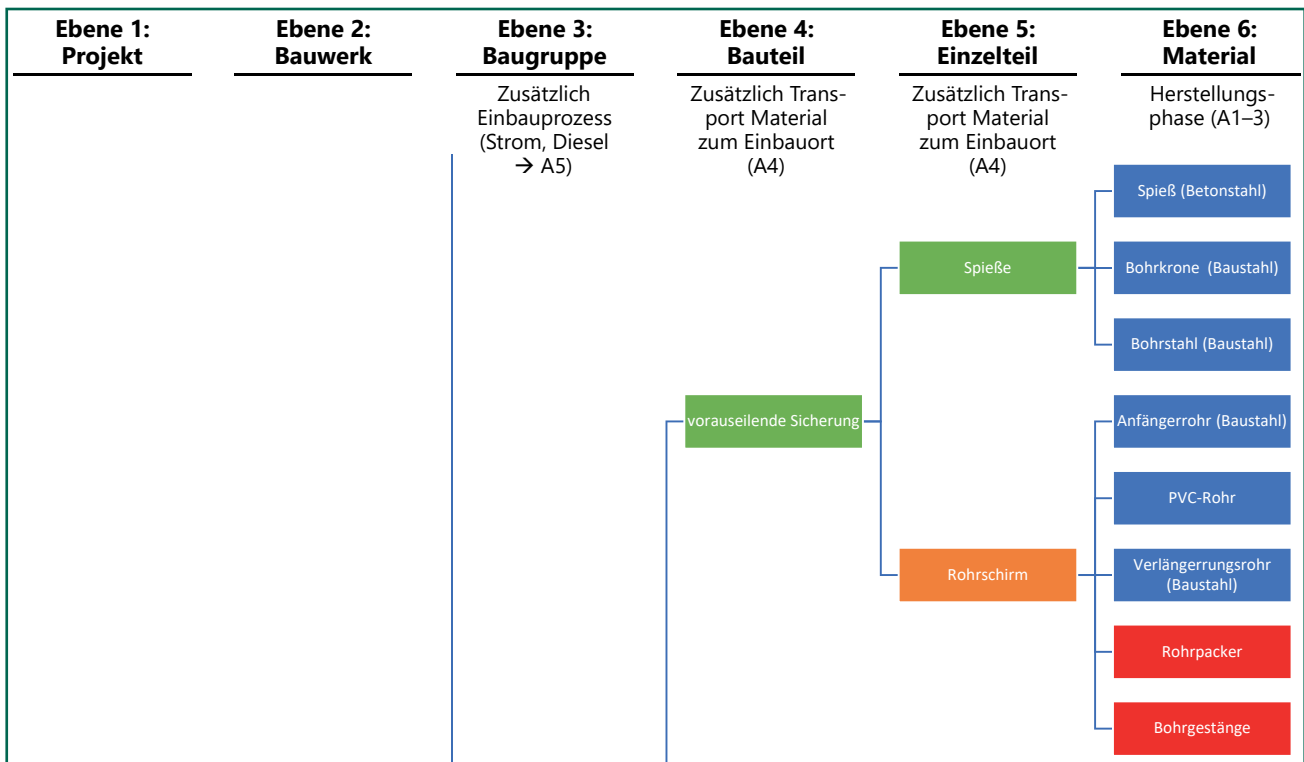 Ebene 1:
Projekt
Ebene 2:
Bauwerk
Ebene 3:
Baugruppe
Zusätzlich
Einbauprozess
(Strom, Diesel
→ A5)
Ebene 4:
Bauteil
Zusätzlich Trans-
port Material
zum Einbauort
(A4)
Ebene 5:
Einzelteil
Zusätzlich Trans-
port Material
zum Einbauort
(A4)
Ebene 6:
Material
Herstellungs-
phase (A1–3)
Spieß (Betonstahl)
Spieße
Bohrkrone (Baustahl)
Bohrstahl (Baustahl)
vorauseilende Sicherung
Anfängerrohr (Baustahl)
PVC-Rohr
Rohrschirm
Verlängerrungsrohr
(Baustahl)
Rohrpacker
Bohrgestänge